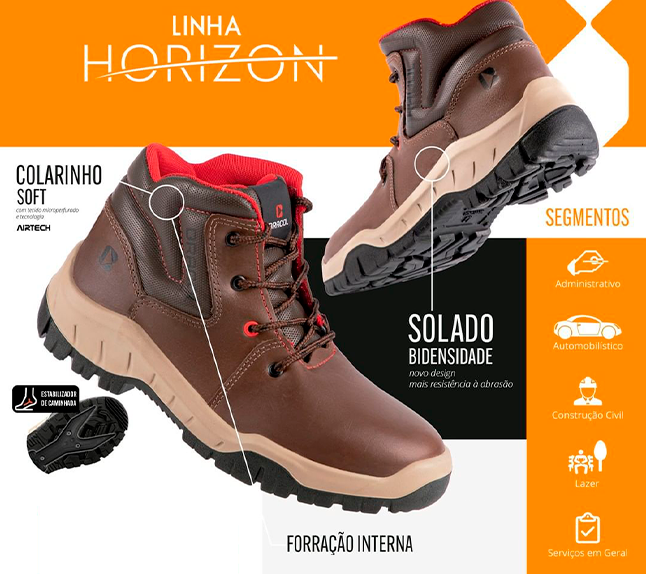 LINHA
HORIZON
COLARINHO
SOFT
com tecido microperfurado
e tecnologia
AIRTECH
SEGMENTOS
Administrativo
Automobilístico
Construção Civil
Lazer
Serviços em Geral
SOLADO
BIDENSIDADE
novo design
mais resistência à abrasão
ESTABILIZADOR
DE CAMINHADA
FORRAÇÃO INTERNA